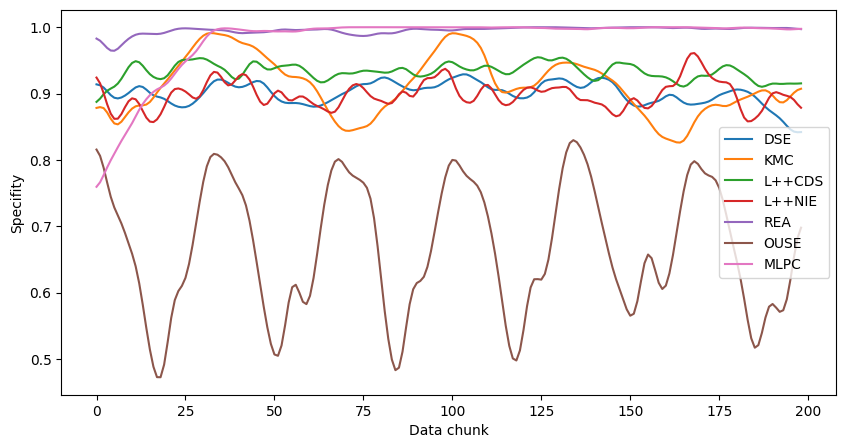 1.0
0.9
0.8
0.7
0.6
0.5
Specifity
0
25
50
75
100
125
150
175
200
Data chunk
DSE
KMC
L++CDS
L++NIE
REA
OUSE
MLPC